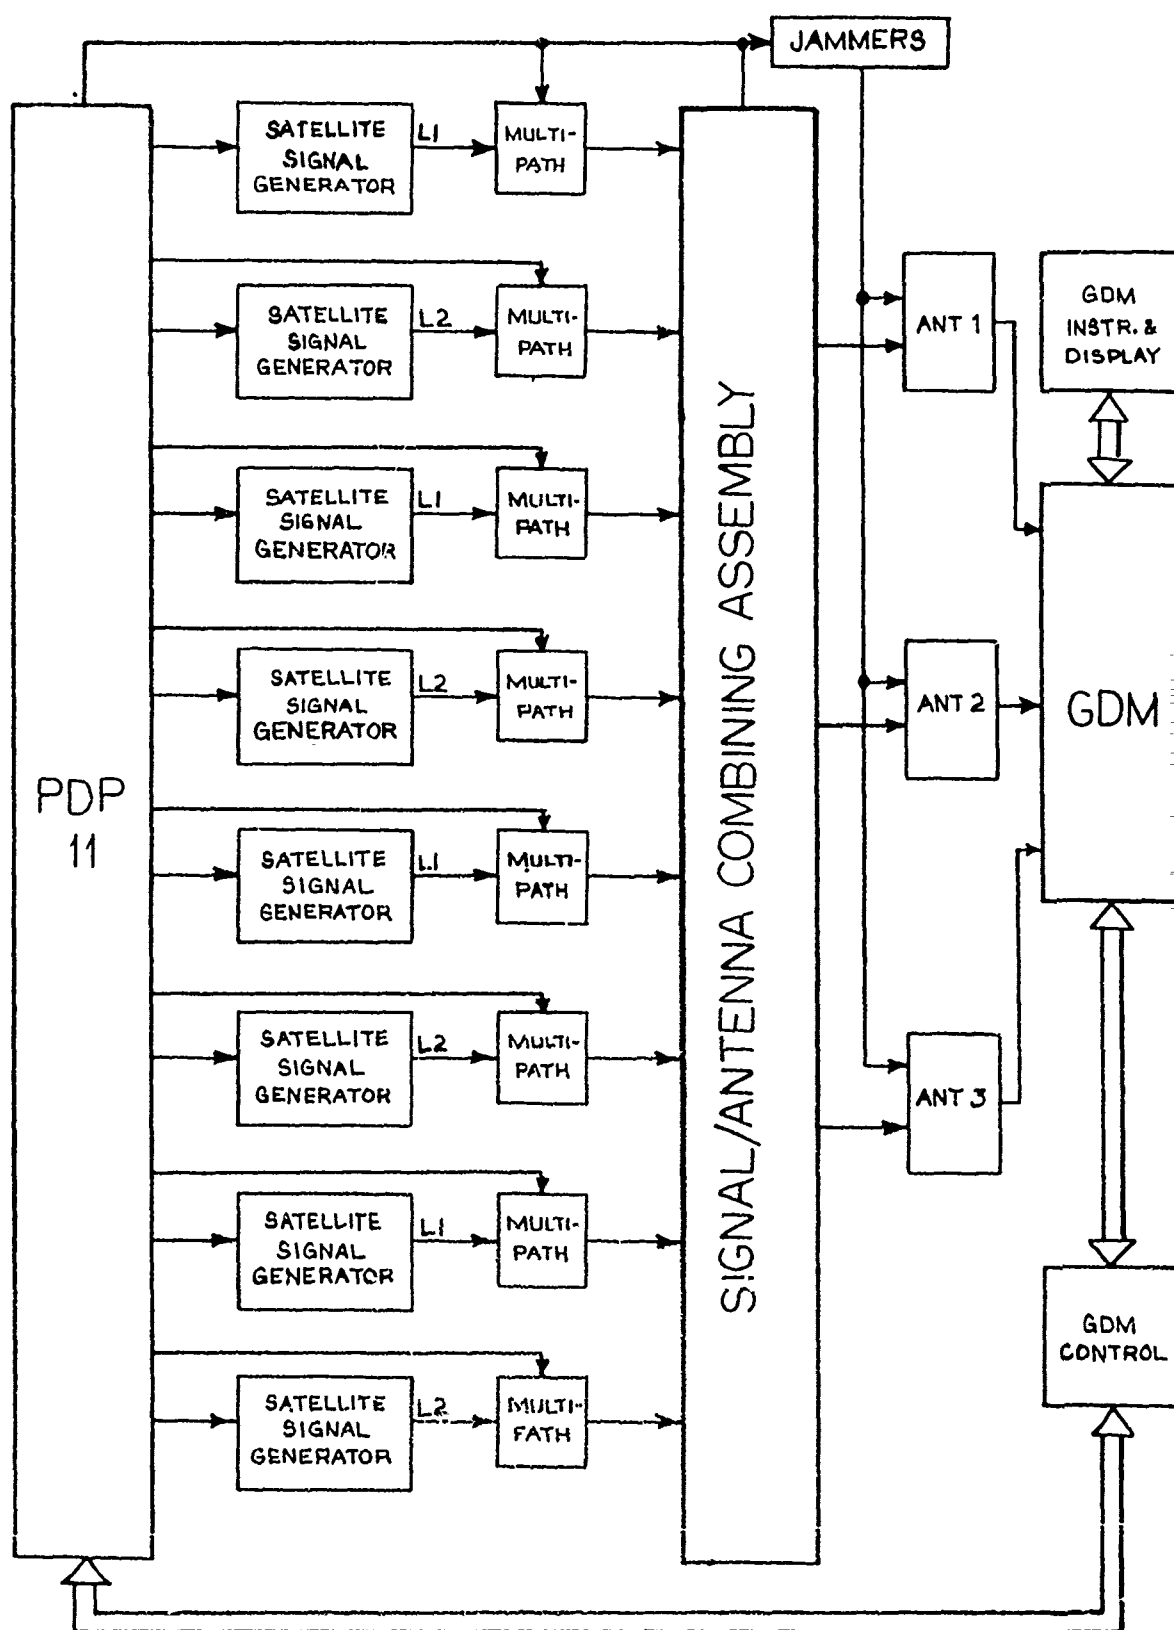 JAMMERS
SATELLITE
SIGNAL
GENERATOR
L1
MULTI-
PATH
SATELLITE
SIGNAL
GENERATOR
L2
MULTI-
PATH
SATELLITE
SIGNAL
GENERATOR
L1
MULTI-
PATH
SATELLITE
SIGNAL
GENERATOR
L2
MULTI-
PATH
SATELLITE
SIGNAL
GENERATOR
L1
MULTI-
PATH
SATELLITE
SIGNAL
GENERATOR
L2
MULTI-
PATH
SATELLITE
SIGNAL
GENERATOR
L1
MULTI-
PATH
SATELLITE
SIGNAL
GENERATOR
L2
MULTI-
PATH
PDP
11
SIGNAL/ANTENNA COMBINING ASSEMBLY
ANT 1
ANT 2
ANT 3
GDM
INSTR. &
DISPLAY
GDM
GDM
CONTROL